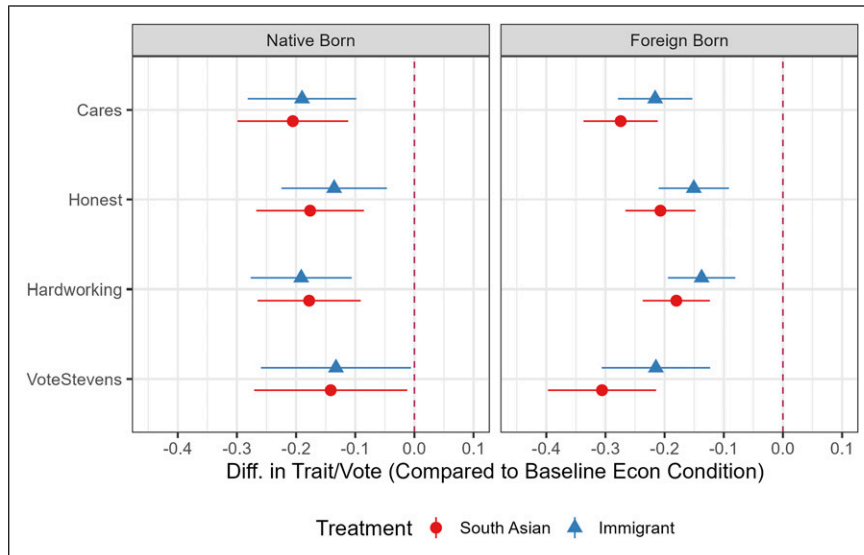 Native Born
Foreign Born
Cares
Honest
Hardworking
VoteStevens
-0.4 -0.3 -0.2 -0.1 0.0 0.1
-0.4 -0.3 -0.2 -0.1 0.0 0.1
Diff. in Trait/Vote (Compared to Baseline Econ Condition)
Treatment South Asian Immigrant